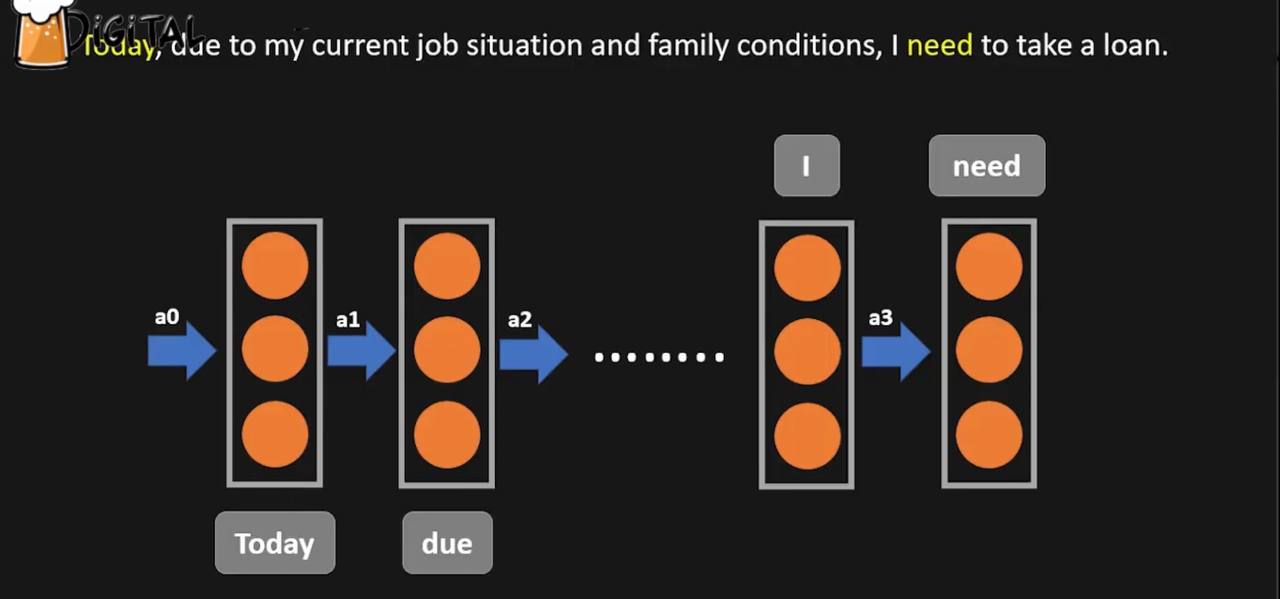 DiGiTAL
Today, due to my current job situation and family conditions, I need to take a loan.
I
need
a0
a1
a2
a3
Today
due